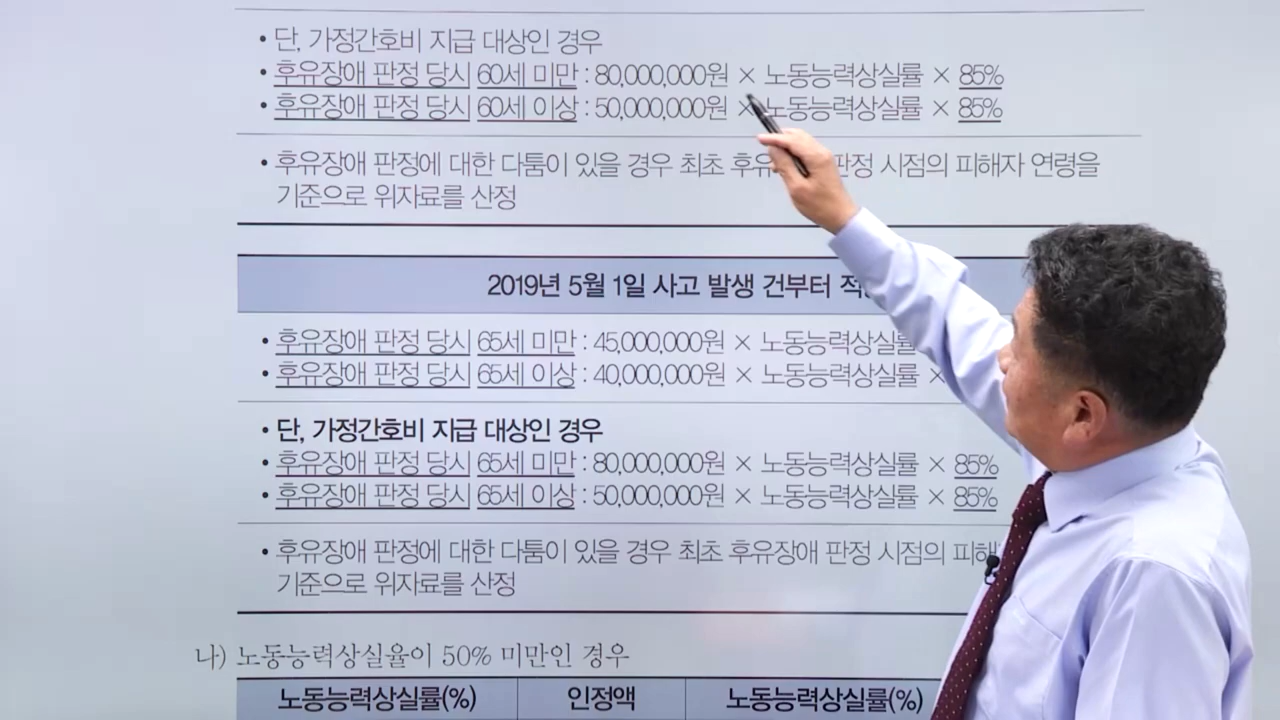 • 단, 가정간호비 지급 대상인 경우
• 후유장애 판정 당시 60세 미만 : 80,000,000원 × 노동능력상실률 × 85%
• 후유장애 판정 당시 60세 이상 : 50,000,000원 × 노동능력상실률 × 85%
• 후유장애 판정에 대한 다툼이 있을 경우 최초 후유 판정 시점의 피해자 연령을
기준으로 위자료를 산정
2019년 5월 1일 사고 발생 건부터
• 후유장애 판정 당시 65세 미만 : 45,000,000원 × 노동능력상실률
• 후유장애 판정 당시 65세 이상 : 40,000,000원 × 노동능력상실률 ×
• 단, 가정간호비 지급 대상인 경우
• 후유장애 판정 당시 65세 미만 : 80,000,000원 × 노동능력상실률 × 85%
• 후유장애 판정 당시 65세 이상 : 50,000,000원 × 노동능력상실률 × 85%
• 후유장애 판정에 대한 다툼이 있을 경우 최초 후유장애 판정 시점의 피해
기준으로 위자료를 산정
나) 노동능력상실율이 50% 미만인 경우
노동능력상실률(%) 인정액 노동능력상실률(%)